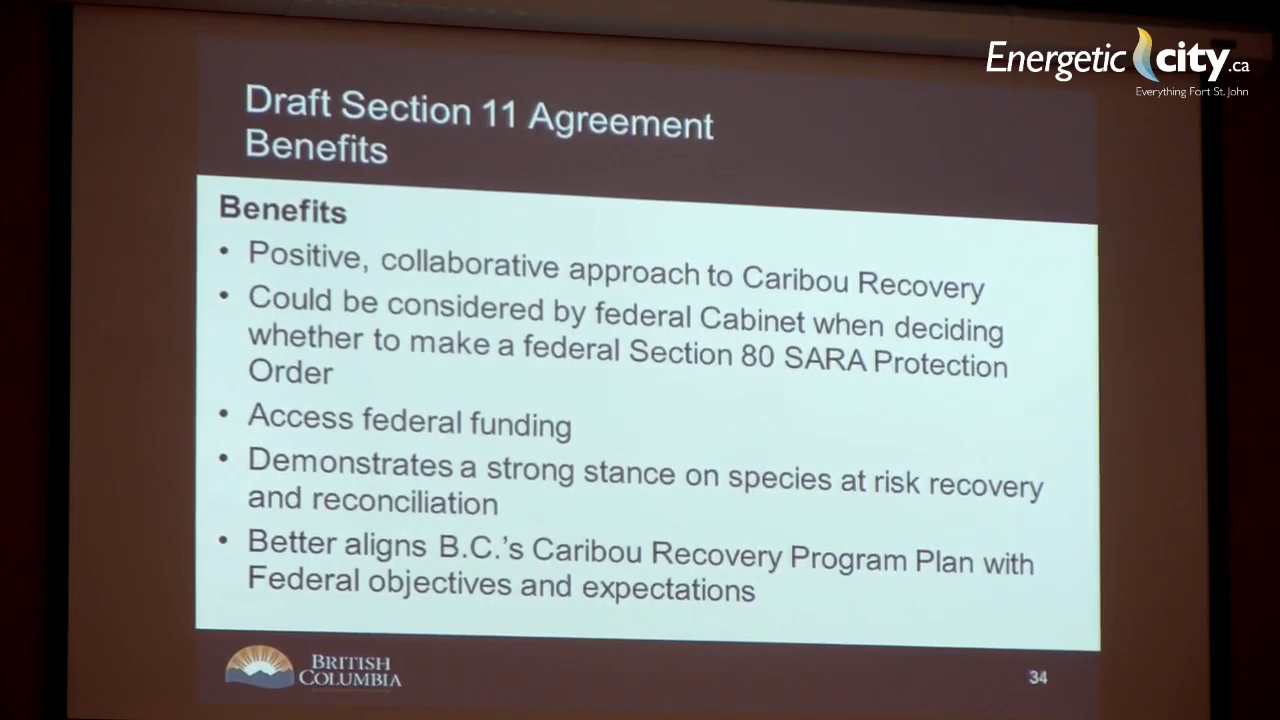 Energetic city.ca
Everything Fort St. John
Draft Section 11 Agreement
Benefits
Benefits
• Positive, collaborative approach to Caribou Recovery
• Could be considered by federal Cabinet when deciding
whether to make a federal Section 80 SARA Protection
Order
• Access federal funding
• Demonstrates a strong stance on species at risk recovery
and reconciliation
• Better aligns B.C.'s Caribou Recovery Program Plan with
Federal objectives and expectations
BRITISH
COLUMBIA
34